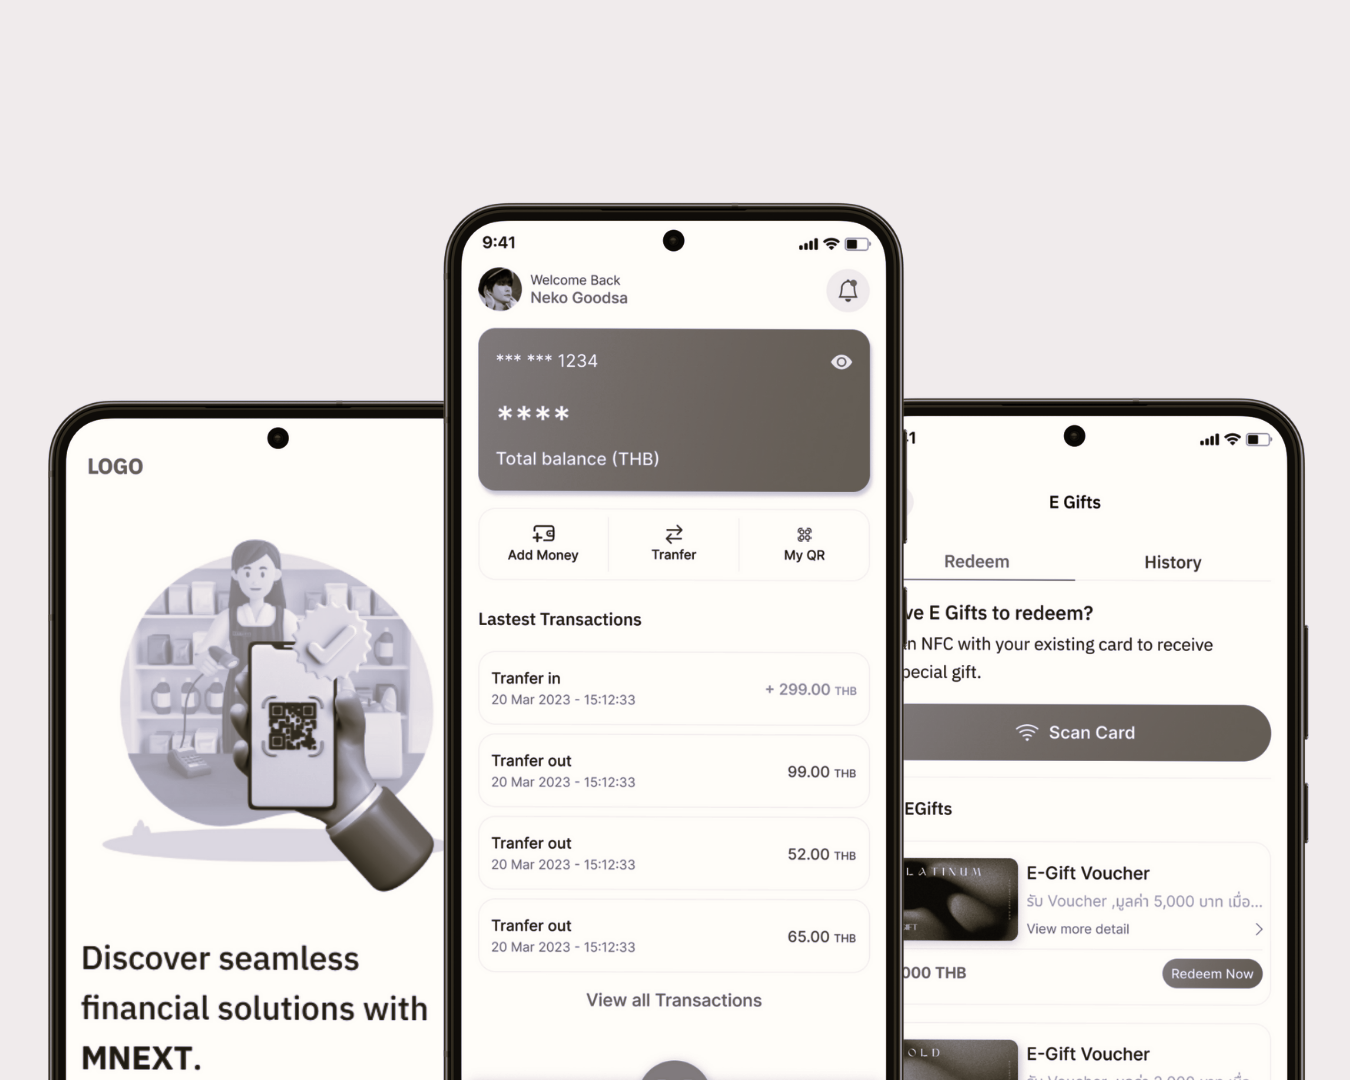 LOGO
Discover seamless
financial solutions with
MNEXT.
9:41
Welcome Back
Neko Goodsa
*** *** 1234
****
Total balance (THB)
Add Money
Tranfer
My QR
Lastest Transactions
Tranfer in
20 Mar 2023 - 15:12:33
+ 299.00 THB
Tranfer out
20 Mar 2023 - 15:12:33
99.00 THB
Tranfer out
20 Mar 2023 - 15:12:33
52.00 THB
Tranfer out
20 Mar 2023 - 15:12:33
65.00 THB
View all Transactions
E Gifts
Redeem
History
E Gifts to redeem?
NFC with your existing card to receive
gift.
Scan Card
EGifts
E-Gift Voucher
รับ Voucher ,มูลค่า 5,000 บาท เมื่อ...
View more detail
000 THB
Redeem Now
E-Gift Voucher